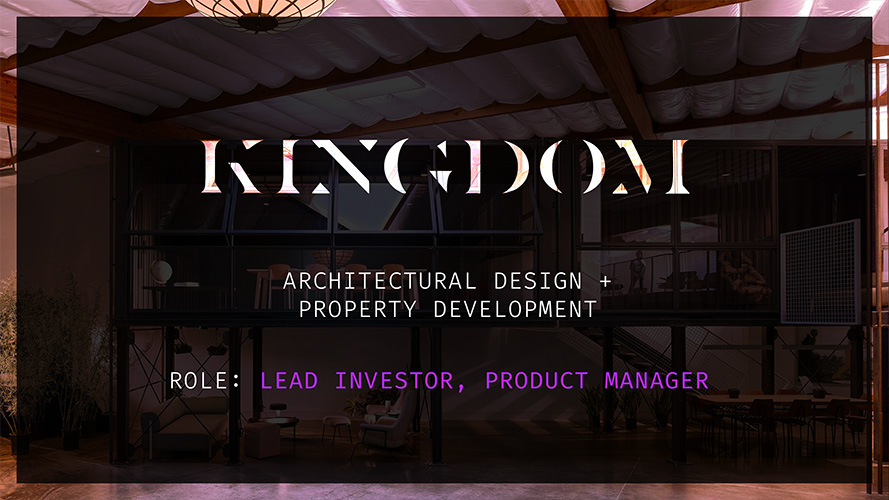 KINGDOM
ARCHITECTURAL DESIGN +
PROPERTY DEVELOPMENT
ROLE: LEAD INVESTOR, PRODUCT MANAGER